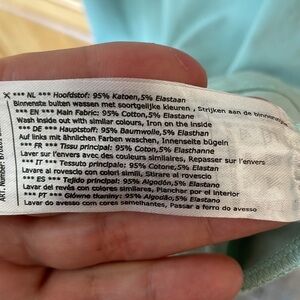 *** NL *** Hoofdstof: 95% Katoen,5% Elastaan
Binnenste buiten wassen met soortgelijke kleuren , Strijken aan de
*** EN *** Main Fabric: 95% Cotton,5% Elastane
Wash inside out with similar colours, Iron on the inside
*** DE *** Hauptstoff: 95% Baumwolle,5% Elasthan
Auf links mit ähnlichen Farben waschen, Innenseite bügeln
*** FR *** Tissu principal: 95% Coton,5% Elasthanne
Laver sur l'envers avec des couleurs similaires, Repasser sur l'envers
*** IT *** Tessuto principale: 95% Cotone,5% Elastan
Lavare al rovescio con colori simili, Stirare al rovescio
*** ES *** Tejido principal: 95% Algodón,5% Elastano
Lavar del revés con colores similares, Planchar por el interior
*** PT *** 95% Algodão,5% Elastano
Lavar do avesso com cores semelhantes, Passar a ferro do avesso
Art. Number